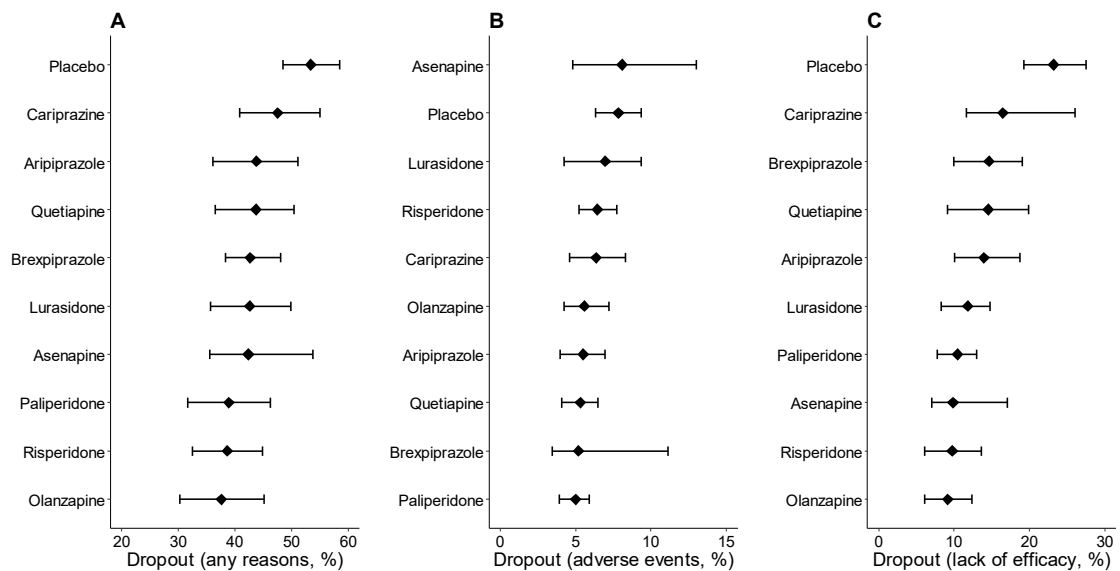 A
Placebo
Cariprazine
Aripiprazole
Quetiapine
Brexpiprazole
Lurasidone
Asenapine
Paliperidone
Risperidone
Olanzapine
20 30 40 50 60
Dropout (any reasons, %)
B
Asenapine
Placebo
Lurasidone
Risperidone
Cariprazine
Olanzapine
Aripiprazole
Quetiapine
Brexpiprazole
Paliperidone
0 5 10 15
Dropout (adverse events, %)
C
Placebo
Cariprazine
Brexpiprazole
Quetiapine
Aripiprazole
Lurasidone
Paliperidone
Asenapine
Risperidone
Olanzapine
0 10 20 30
Dropout (lack of efficacy, %)